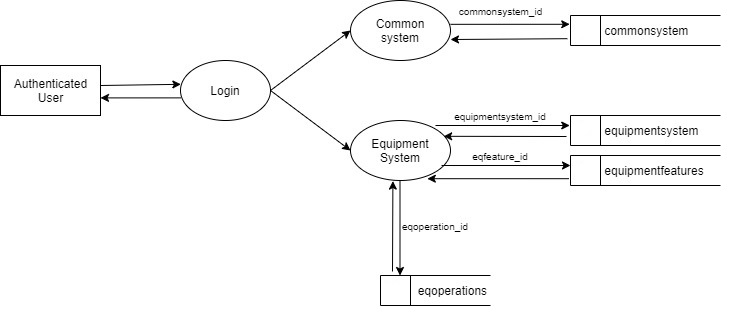 Common
system
commonsystem_id
commonsystem
Authenticated
User
Login
equipmentsystem_id
equipmentsystem
Equipment
System
eqfeature_id
equipmentfeatures
eqoperation_id
eqoperations